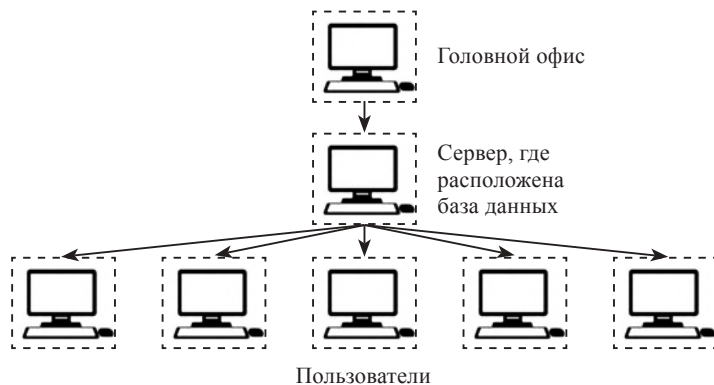 Головной офис
Сервер, где
расположена
база данных
Пользователи